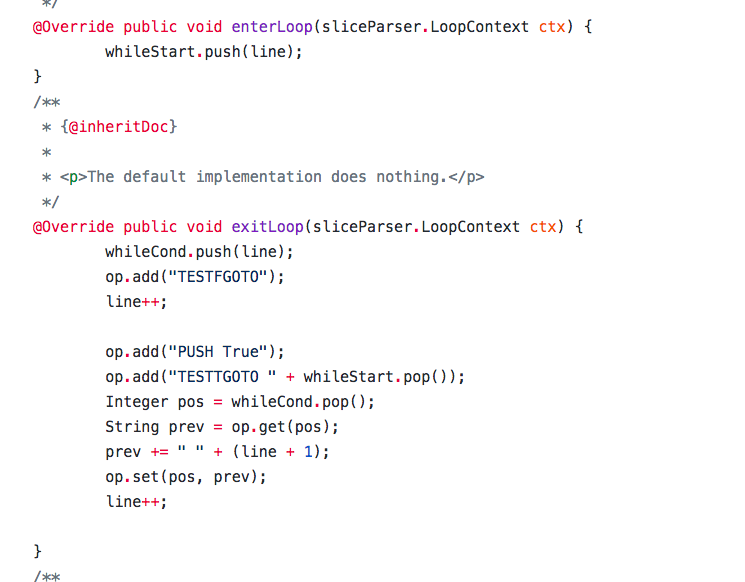 */
@Override public void enterLoop(sliceParser.LoopContext ctx) {
        whileStart.push(line);
}
/**
 * {@inheritDoc}
 *
 * <p>The default implementation does nothing.</p>
 */
@Override public void exitLoop(sliceParser.LoopContext ctx) {
        whileCond.push(line);
        op.add("TESTFGOTO");
        line++;

        op.add("PUSH True");
        op.add("TESTTGOTO " + whileStart.pop());
        Integer pos = whileCond.pop();
        String prev = op.get(pos);
        prev += " " + (line + 1);
        op.set(pos, prev);
        line++;

}
/**